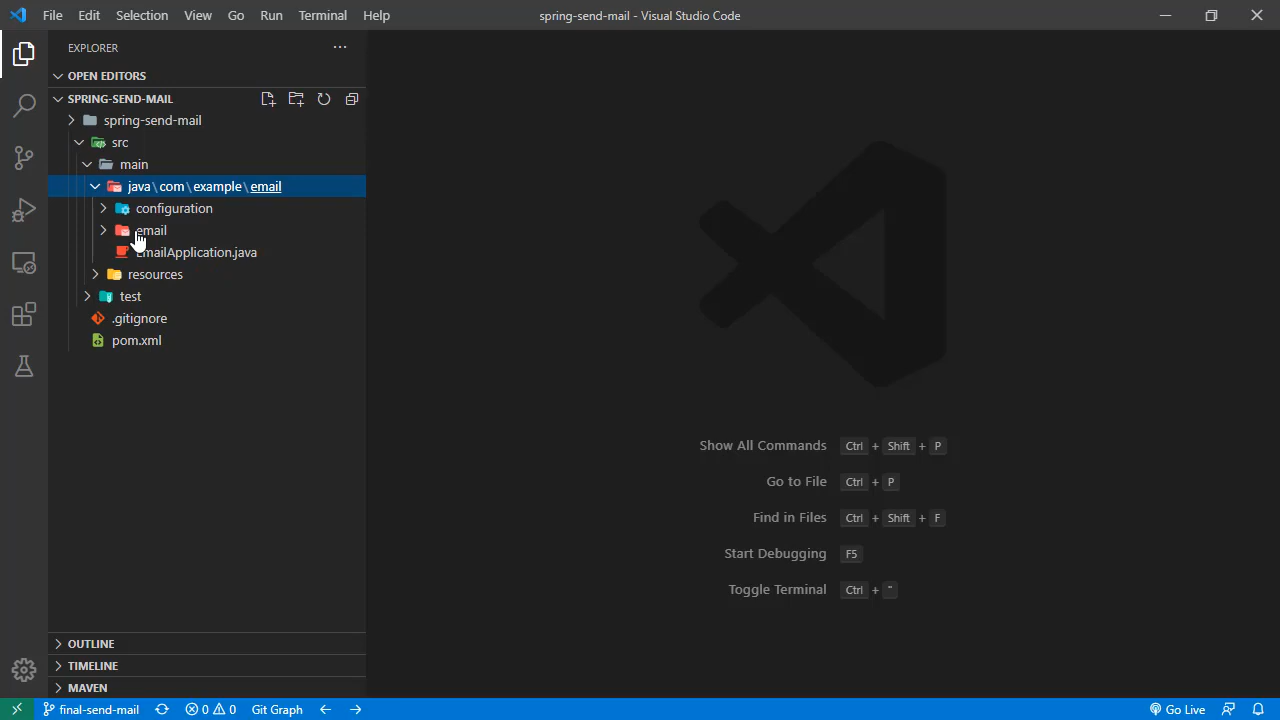 File Edit Selection View Go Run Terminal Help
spring-send-mail - Visual Studio Code
EXPLORER
OPEN EDITORS
SPRING-SEND-MAIL
spring-send-mail
src
main
java\com\example\email
configuration
email
EmailApplication.java
resources
test
.gitignore
pom.xml
Show All Commands Ctrl + Shift + P
Go to File Ctrl + P
Find in Files Ctrl + Shift + F
Start Debugging F5
Toggle Terminal Ctrl + "
OUTLINE
TIMELINE
MAVEN
final-send-mail 0 0 Git Graph Go Live